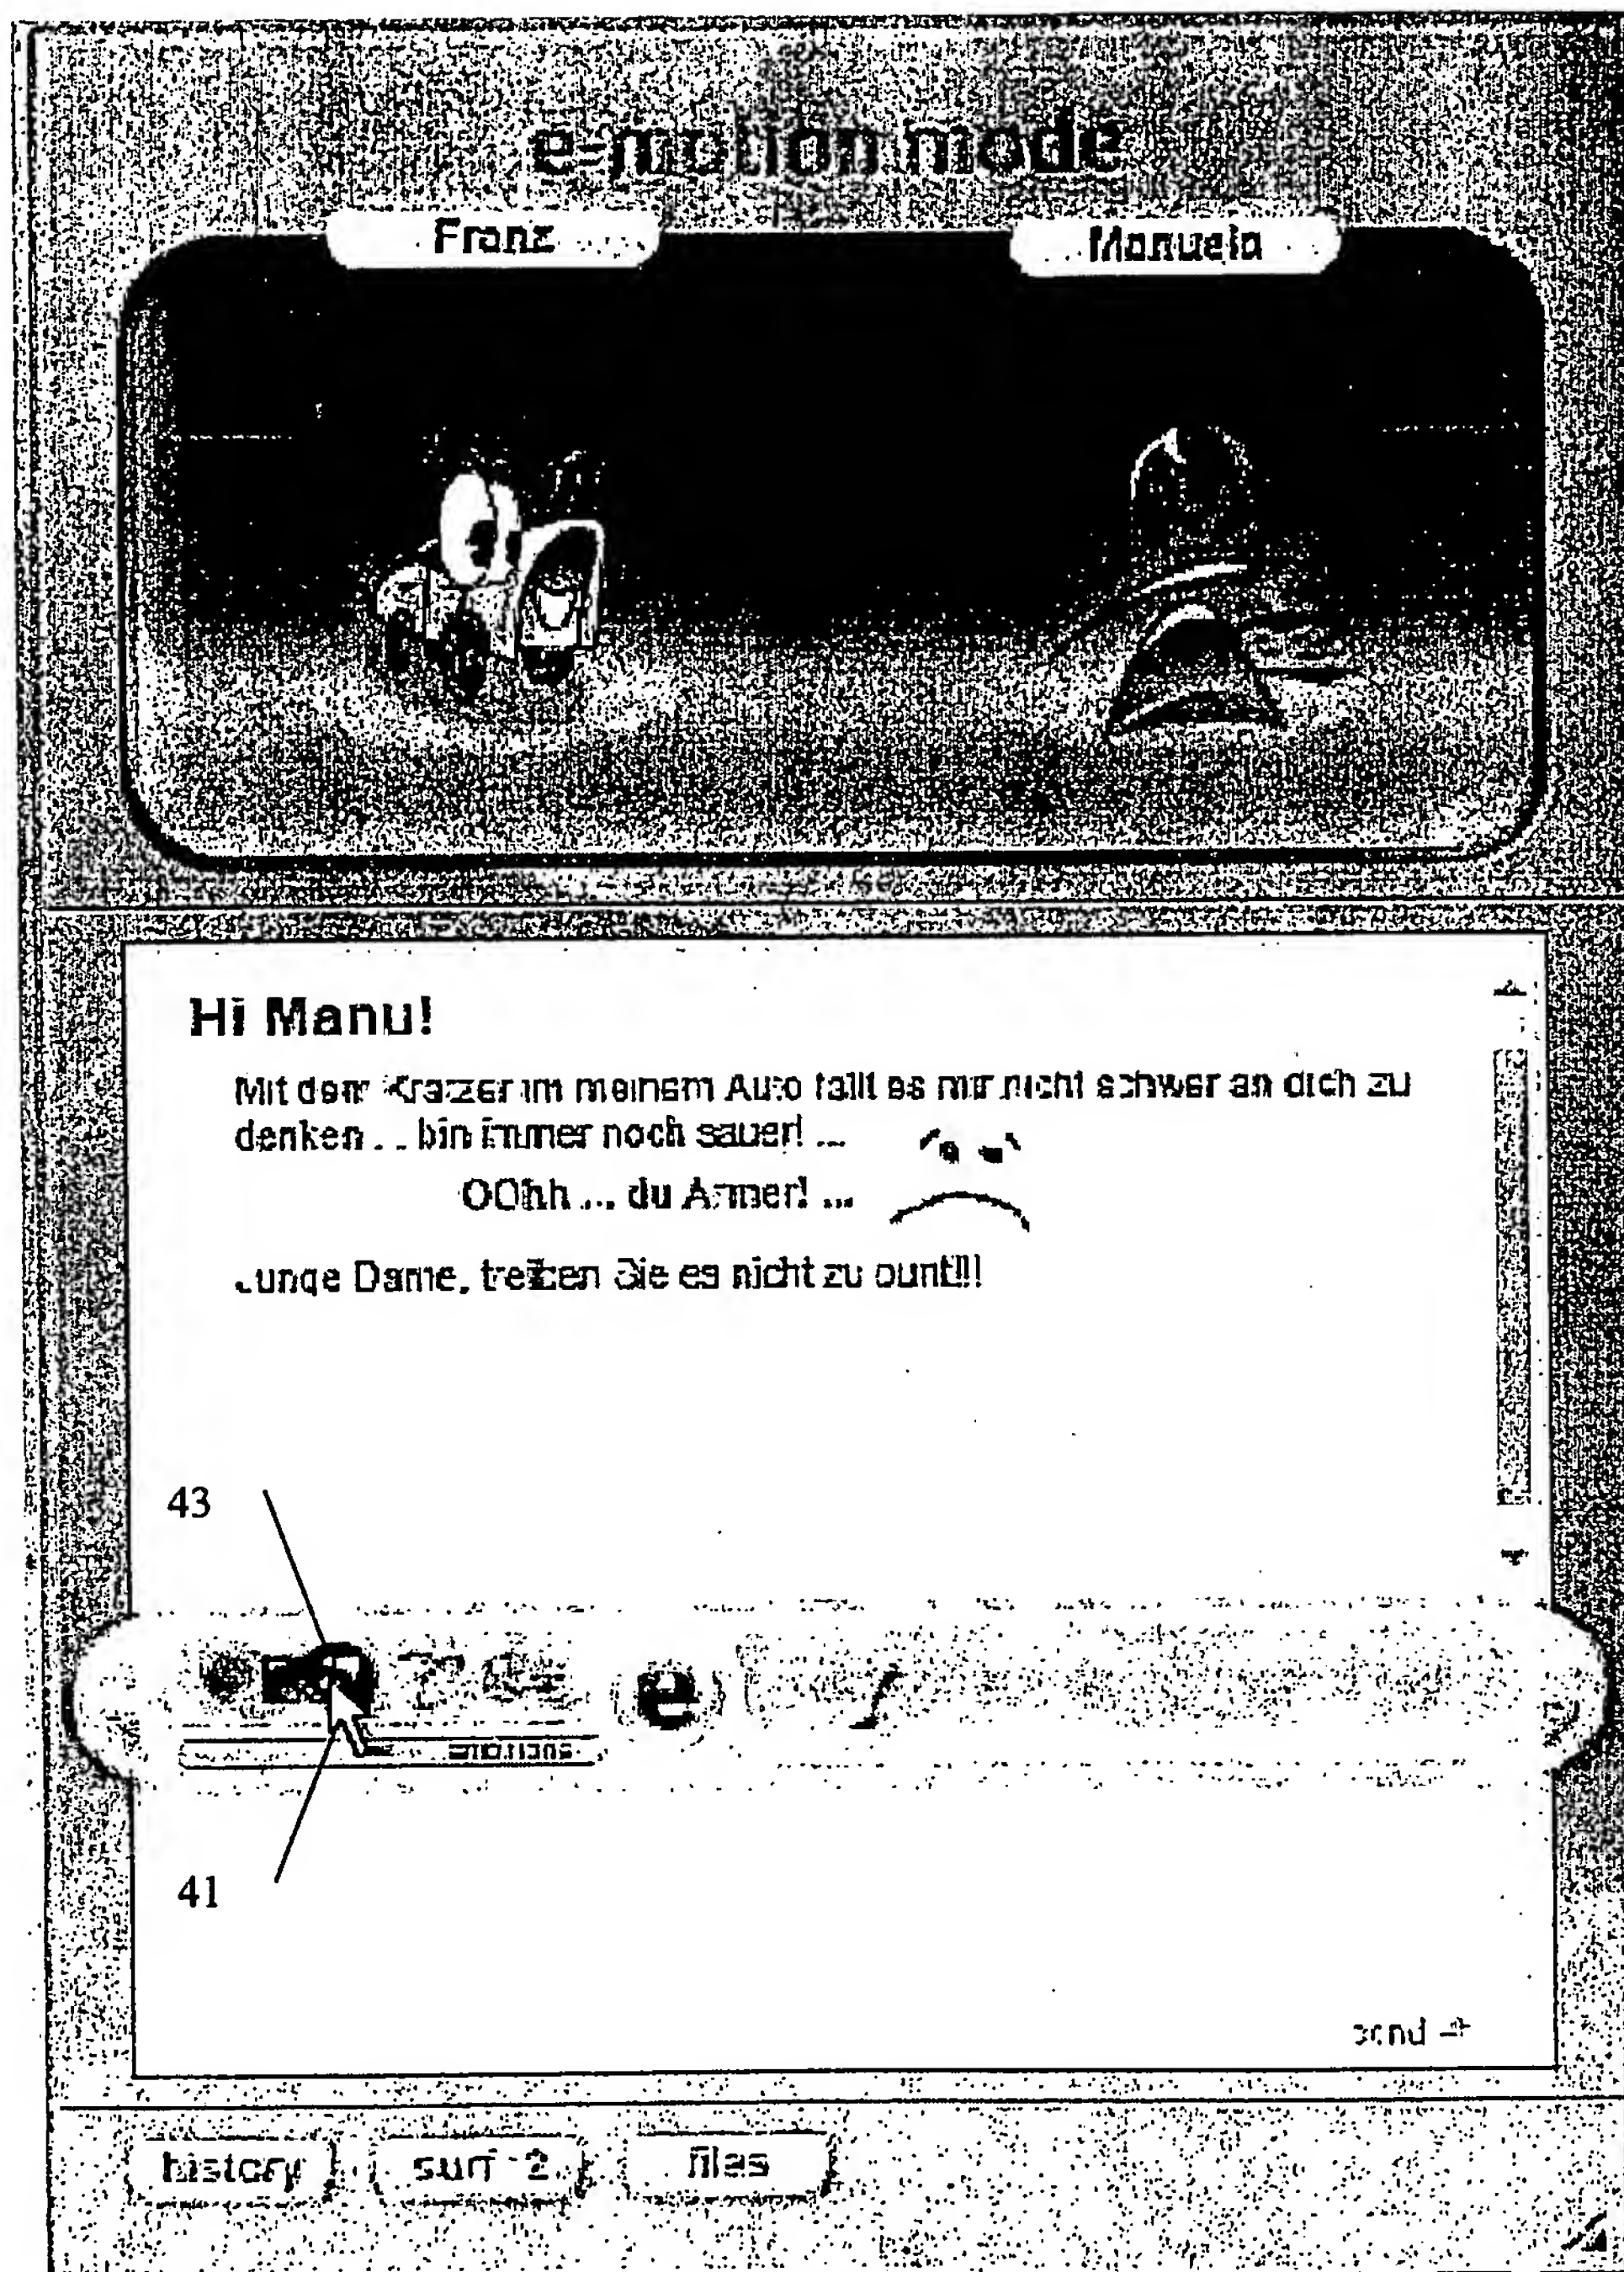 e-motion mode
Franz
Manuela
Hi Manu!
Mit dem Kratzer im meinem Auto fällt es mir nicht schwer an dich zu
denken ... bin immer noch sauer! ...
OOhh ... du Armer! ...
Junge Dame, treiben Sie es nicht zu bunt!!!
43
e
emotions
41
send
history
surf 2
files